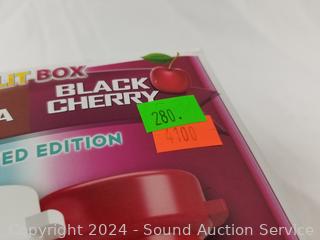 LIT BOX
BLACK
CHERRY
A
280.
4100
ED EDITION
Copyright 2024 - Sound Auction Service